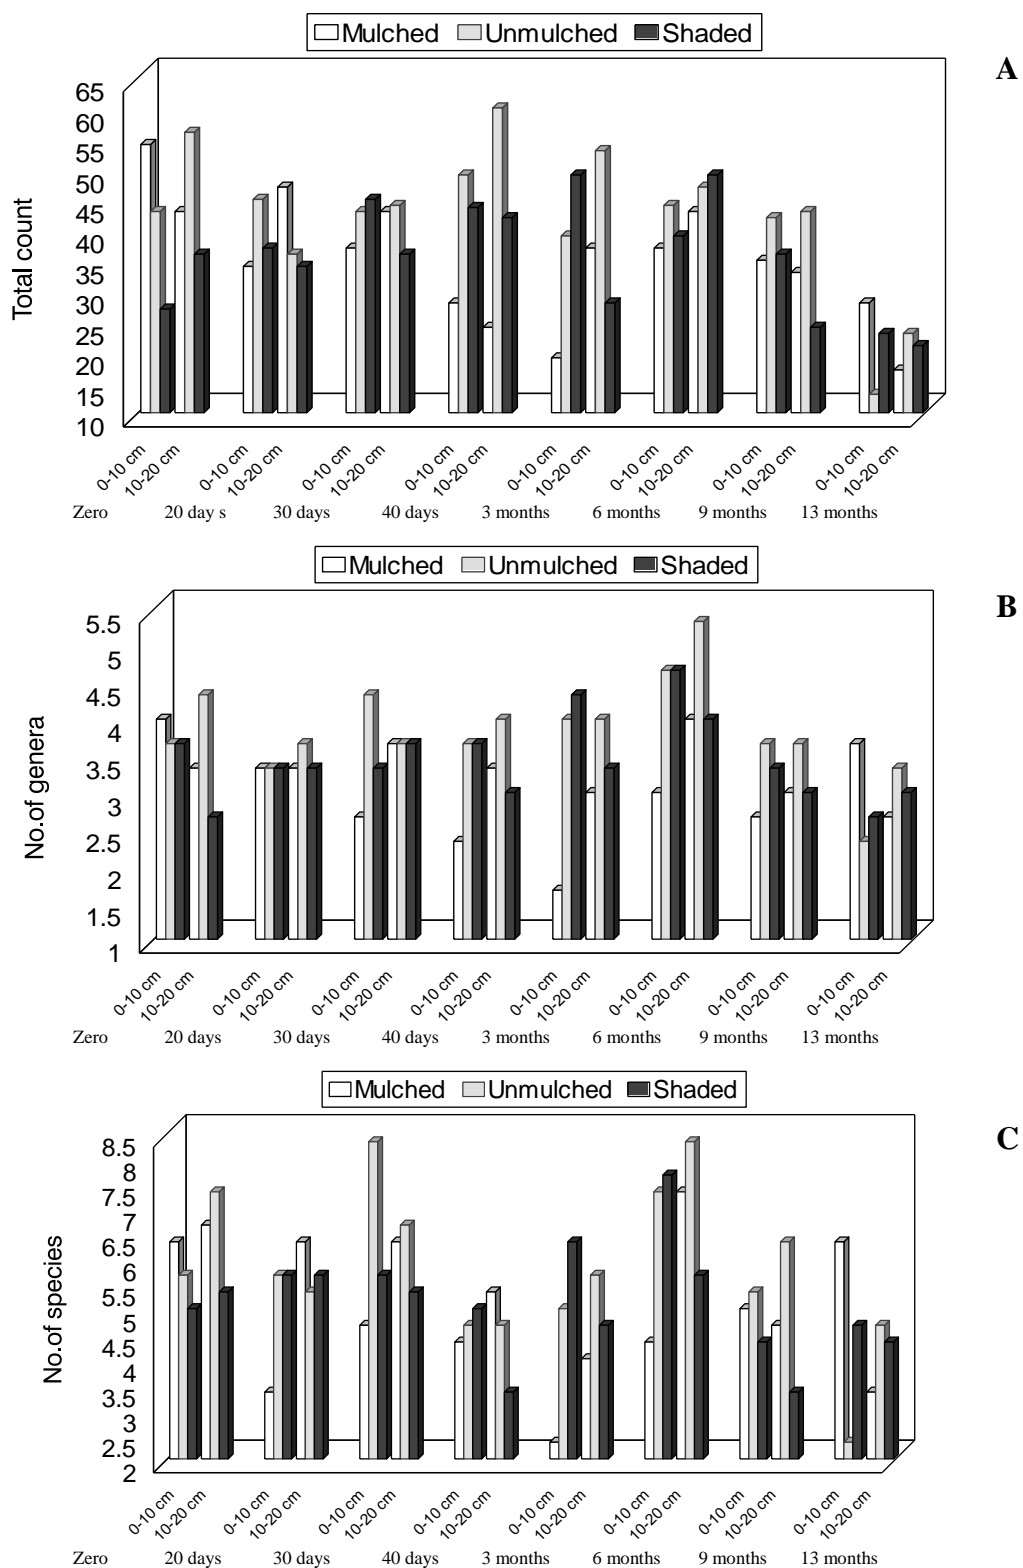 Mulched Unmulched Shaded
A
65
60
55
50
45
40
35
30
25
20
15
10
Total count
0-10 cm 10-20 cm 0-10 cm 10-20 cm 0-10 cm 10-20 cm 0-10 cm 10-20 cm 0-10 cm 10-20 cm 0-10 cm 10-20 cm 0-10 cm 10-20 cm 0-10 cm 10-20 cm
Zero 20 day s 30 days 40 days 3 months 6 months 9 months 13 months
Mulched Unmulched Shaded
B
5.5
5
4.5
4
3.5
3
2.5
2
1.5
1
No.of genera
0-10 cm 10-20 cm 0-10 cm 10-20 cm 0-10 cm 10-20 cm 0-10 cm 10-20 cm 0-10 cm 10-20 cm 0-10 cm 10-20 cm 0-10 cm 10-20 cm 0-10 cm 10-20 cm
Zero 20 days 30 days 40 days 3 months 6 months 9 months 13 months
Mulched Unmulched Shaded
C
8.5
8
7.5
7
6.5
6
5.5
5
4.5
4
3.5
3
2.5
2
No.of species
0-10 cm 10-20 cm 0-10 cm 10-20 cm 0-10 cm 10-20 cm 0-10 cm 10-20 cm 0-10 cm 10-20 cm 0-10 cm 10-20 cm 0-10 cm 10-20 cm 0-10 cm 10-20 cm
Zero 20 days 30 days 40 days 3 months 6 months 9 months 13 months